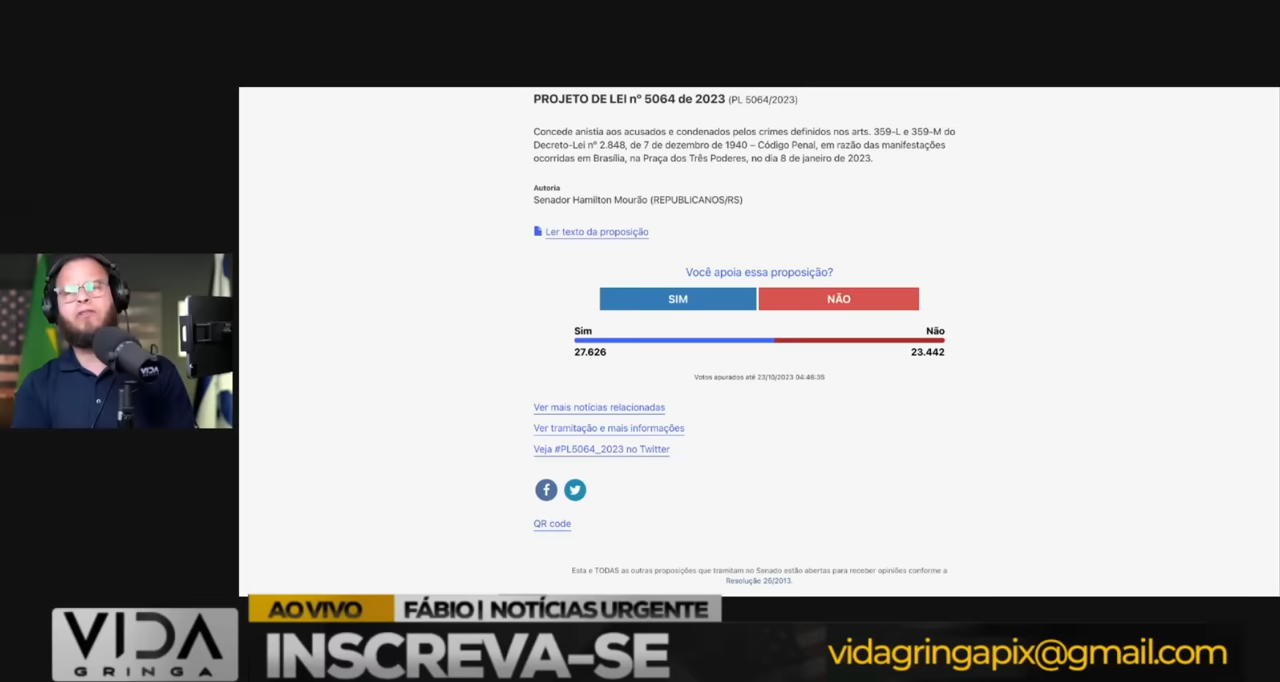 PROJETO DE LEI nº 5064 de 2023 (PL 5064/2023)
Concede anistia aos acusados e condenados pelos crimes definidos nos arts. 359-L e 359-M do
Decreto-Lei nº 2.848, de 7 de dezembro de 1940 – Código Penal, em razão das manifestações
ocorridas em Brasília, na Praça dos Três Poderes, no dia 8 de janeiro de 2023.
Autoria
Senador Hamilton Mourão (REPUBLICANOS/RS)
Ler texto da proposição
Você apoia essa proposição?
SIM NÃO
Sim Não
27.626 23.442
Votos apurados até 23/10/2023 04:46:35
Ver mais notícias relacionadas
Ver tramitação e mais informações
Veja #PL5064_2023 no Twitter
QR code
Esta e TODAS as outras proposições que tramitam no Senado estão abertas para receber opiniões conforme a
Resolução 26/2013.
VIDA
AO VIVO FÁBIO | NOTÍCIAS URGENTE
VIDA
GRINGA
INSCREVA-SE
vidagringapix@gmail.com